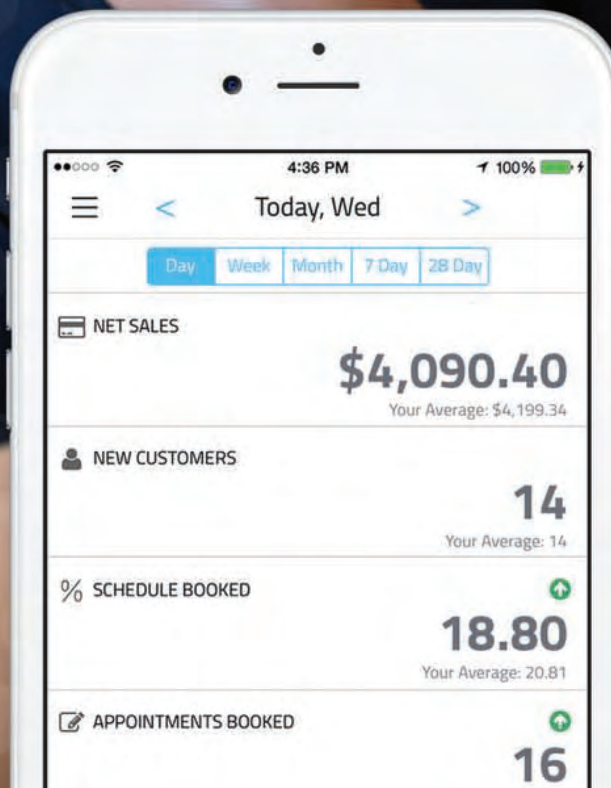 4:36 PM 100%
< Today, Wed >
Day Week Month 7 Day 28 Day
NET SALES
$4,090.40
Your Average: $4,199.34
NEW CUSTOMERS
14
Your Average: 14
% SCHEDULE BOOKED
18.80
Your Average: 20.81
APPOINTMENTS BOOKED
16